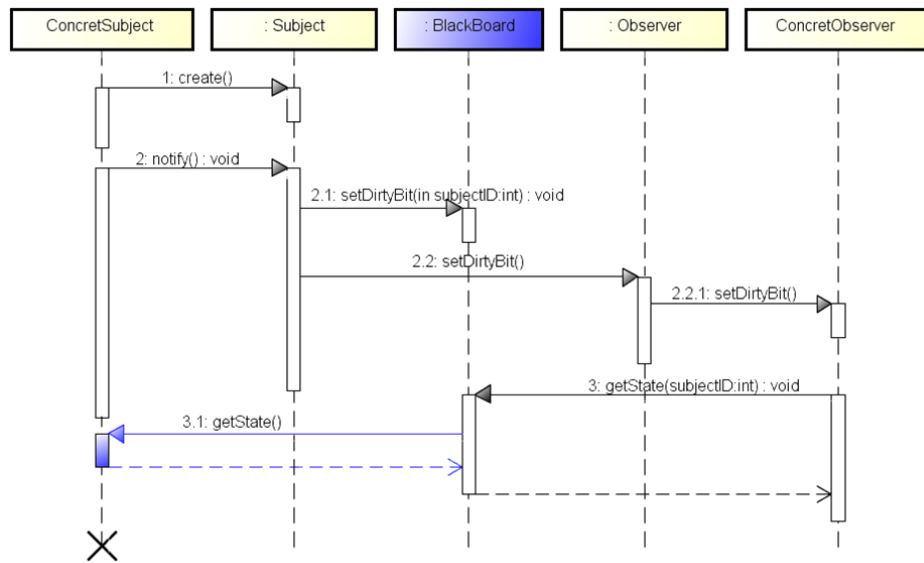 ConcretSubject
: Subject
: BlackBoard
: Observer
ConcretObserver
1: create()
2: notify() : void
2.1: setDirtyBit(in subjectID:int) : void
2.2: setDirtyBit()
2.2.1: setDirtyBit()
3: getState(subjectID:int) : void
3.1: getState()